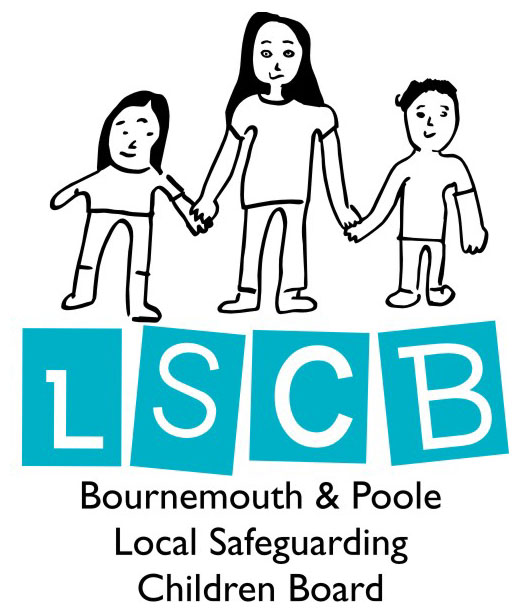 LSCB
Bournemouth & Poole
Local Safeguarding
Children Board